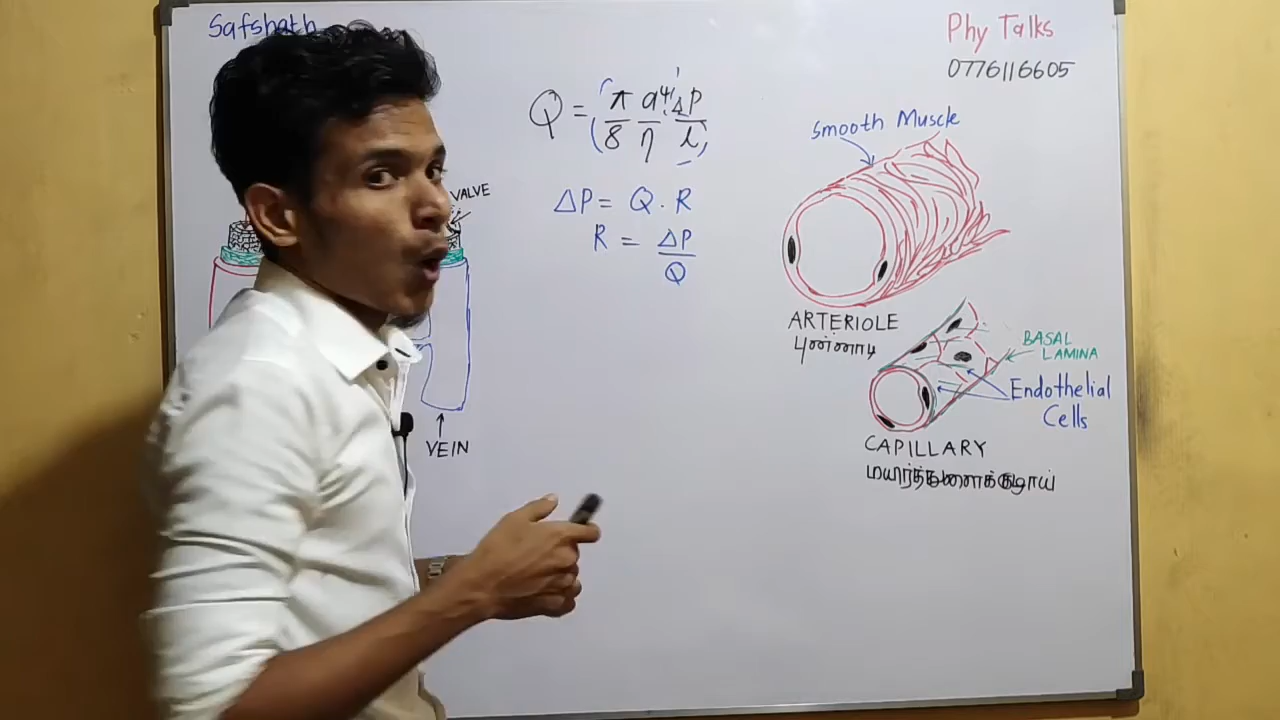 Safshath
Phy Talks
0776116605
Q = (π/8 a⁴/η ΔP/L)
ΔP = Q . R
R = ΔP/Q
VALVE
VEIN
Smooth Muscle
ARTERIOLE
புன்னாடி
BASAL
LAMINA
Endothelial
Cells
CAPILLARY
மயிர்த்துளைக்குழாய்